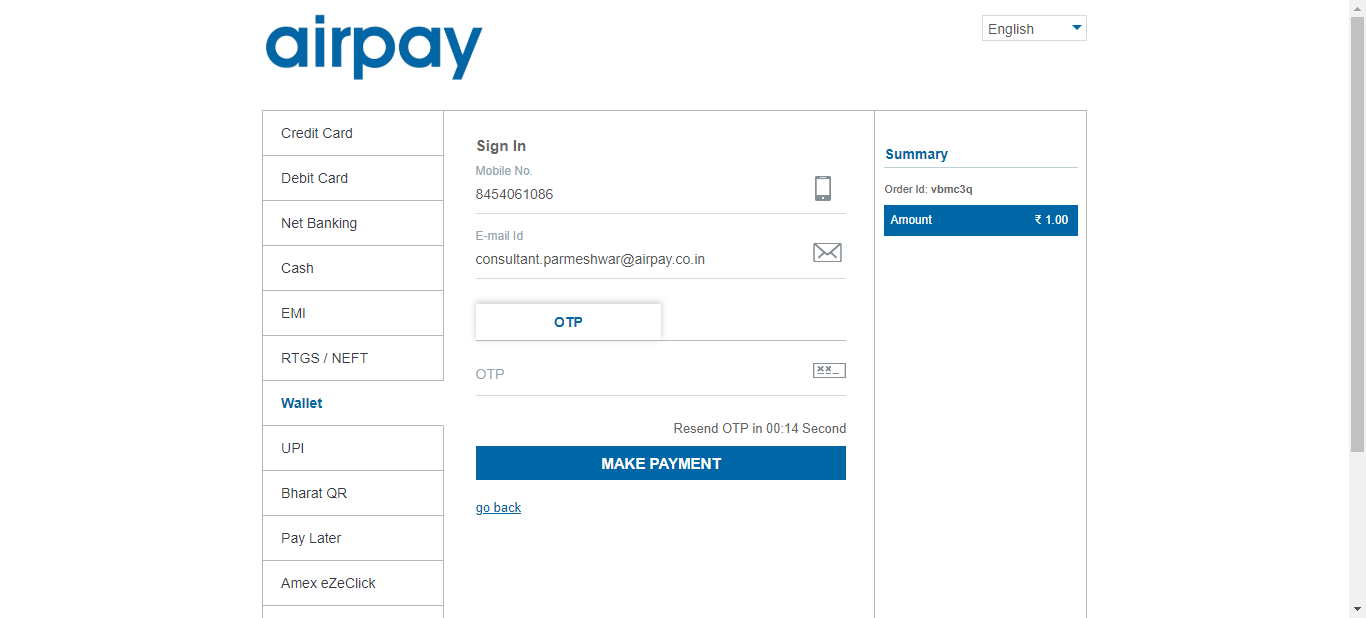 airpay
English
Credit Card
Debit Card
Net Banking
Cash
EMI
RTGS / NEFT
Wallet
UPI
Bharat QR
Pay Later
Amex eZeClick
Sign In
Mobile No.
8454061086
E-mail Id
consultant.parmeshwar@airpay.co.in
OTP
OTP
Resend OTP in 00:14 Second
MAKE PAYMENT
go back
Summary
Order Id: vbmc3q
Amount ₹ 1.00